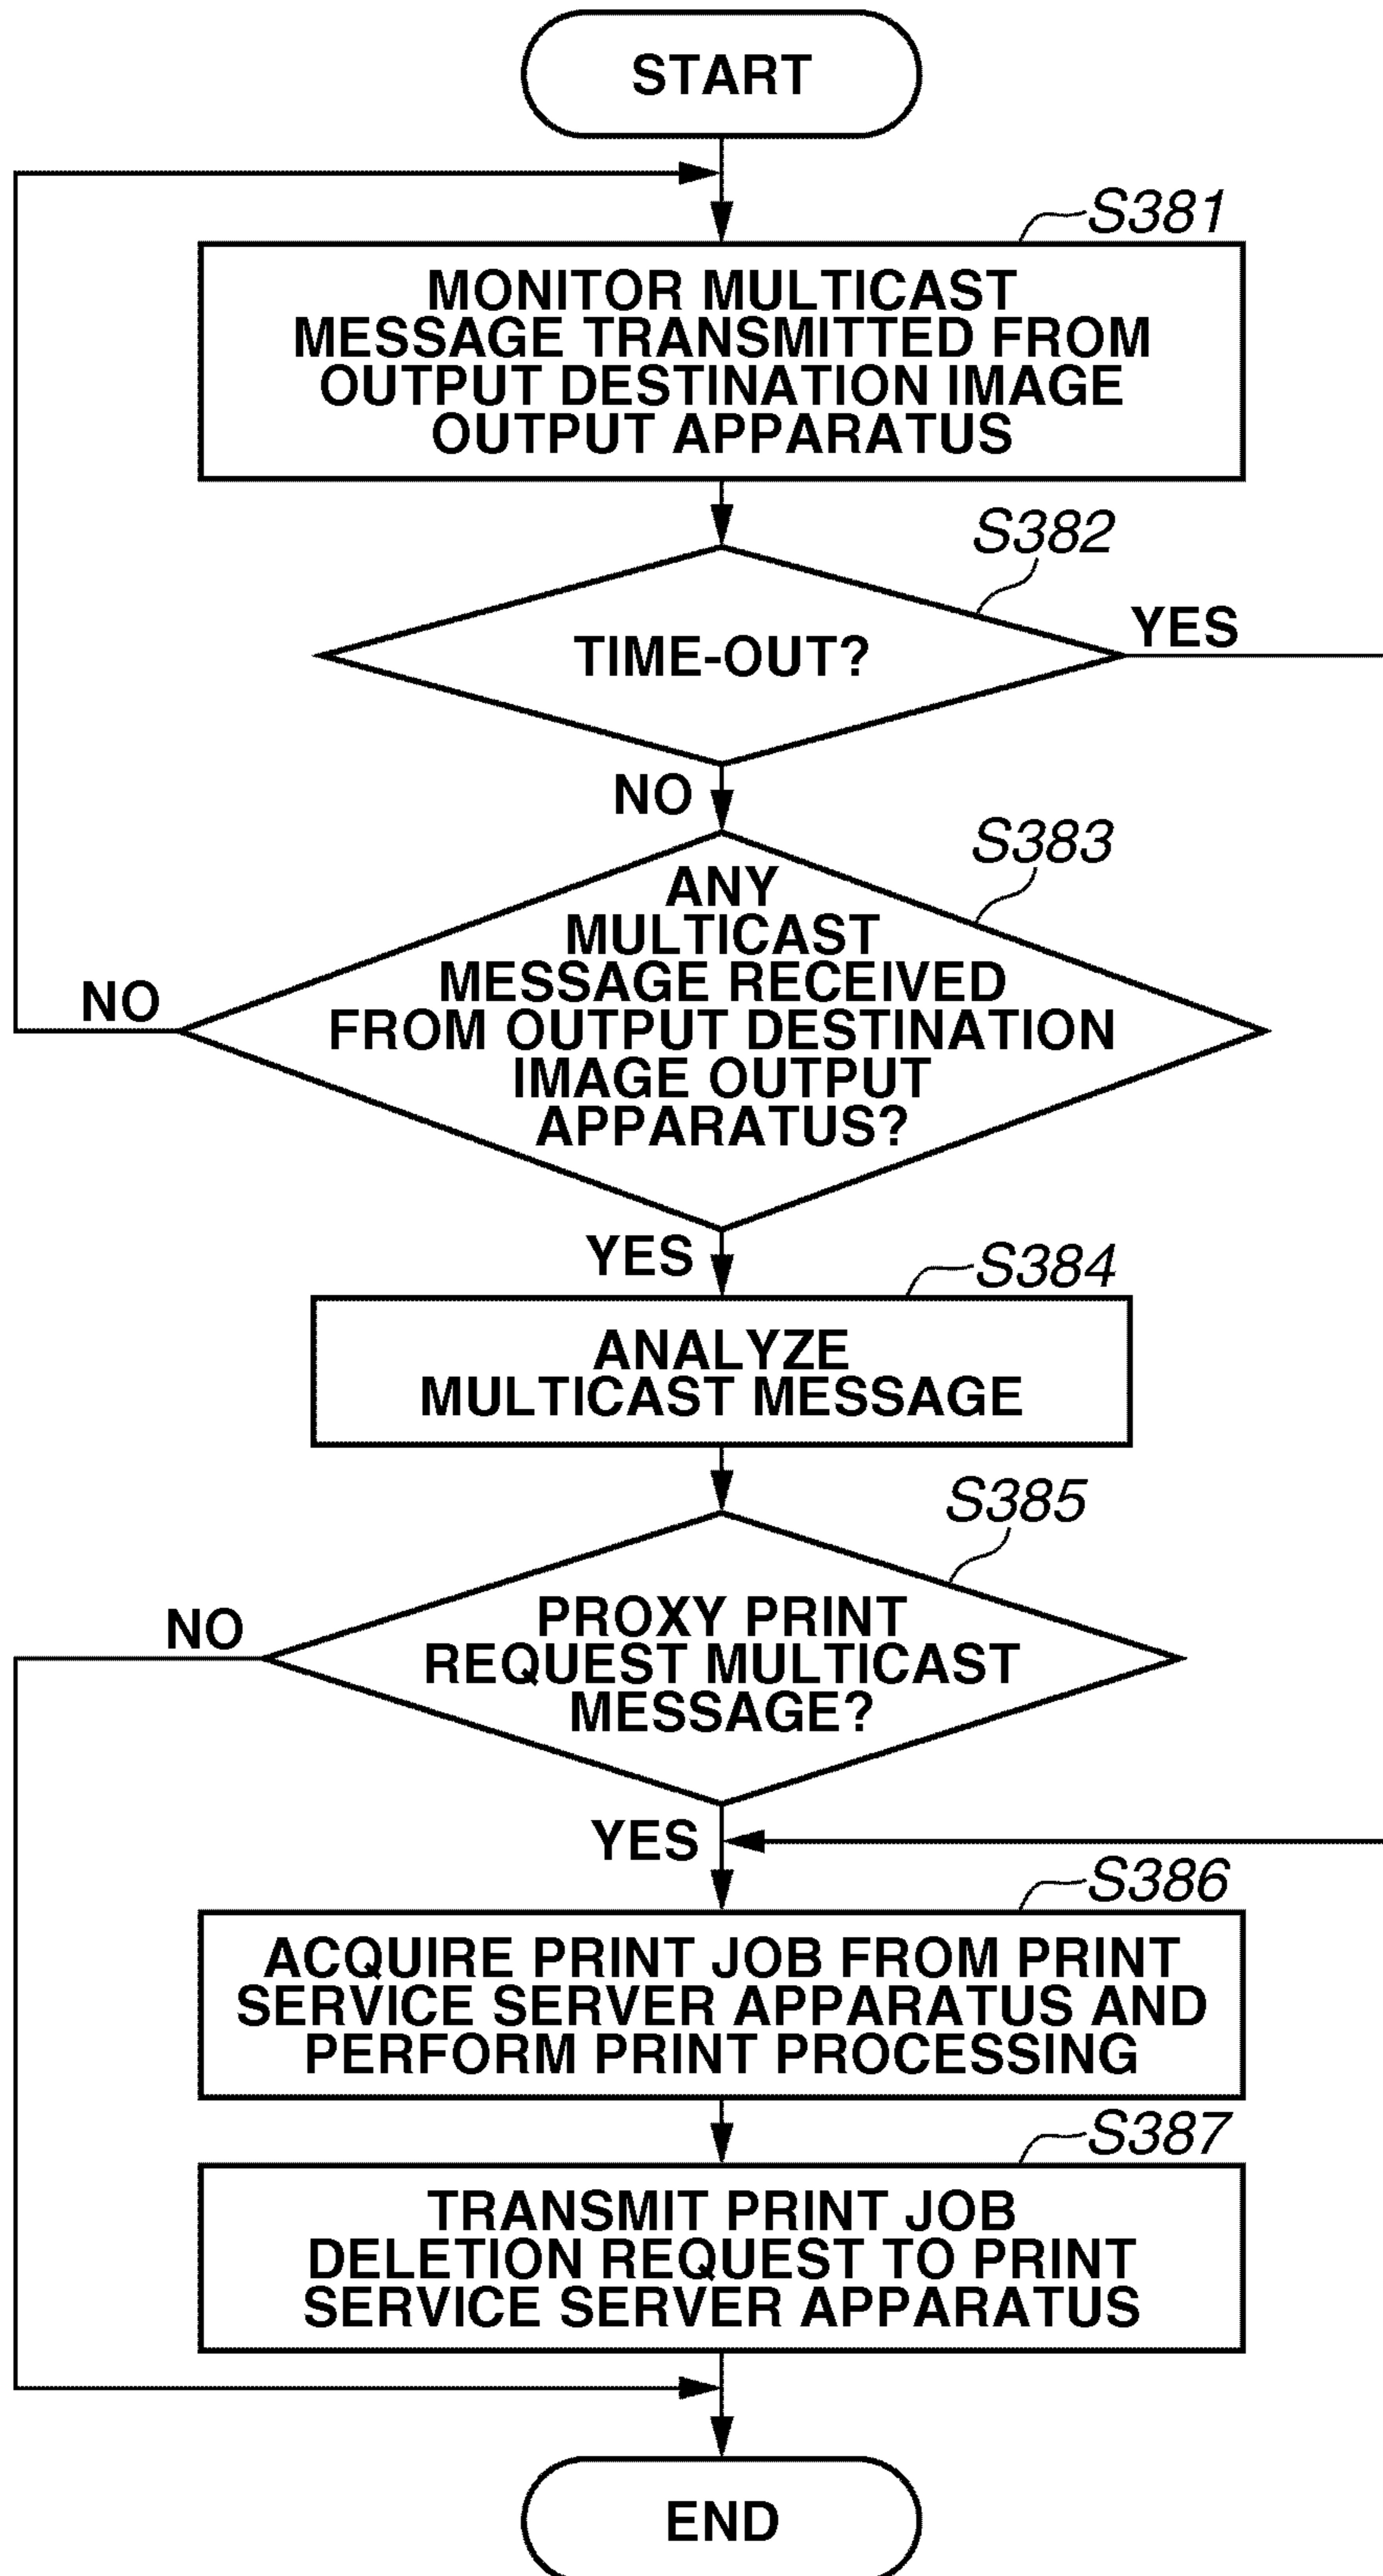 START
S381
MONITOR MULTICAST
MESSAGE TRANSMITTED FROM
OUTPUT DESTINATION IMAGE
OUTPUT APPARATUS
S382
TIME-OUT?
YES
NO
S383
ANY
MULTICAST
MESSAGE RECEIVED
FROM OUTPUT DESTINATION
IMAGE OUTPUT
APPARATUS?
NO
YES
S384
ANALYZE
MULTICAST MESSAGE
S385
PROXY PRINT
REQUEST MULTICAST
MESSAGE?
NO
YES
S386
ACQUIRE PRINT JOB FROM PRINT
SERVICE SERVER APPARATUS AND
PERFORM PRINT PROCESSING
S387
TRANSMIT PRINT JOB
DELETION REQUEST TO PRINT
SERVICE SERVER APPARATUS
END